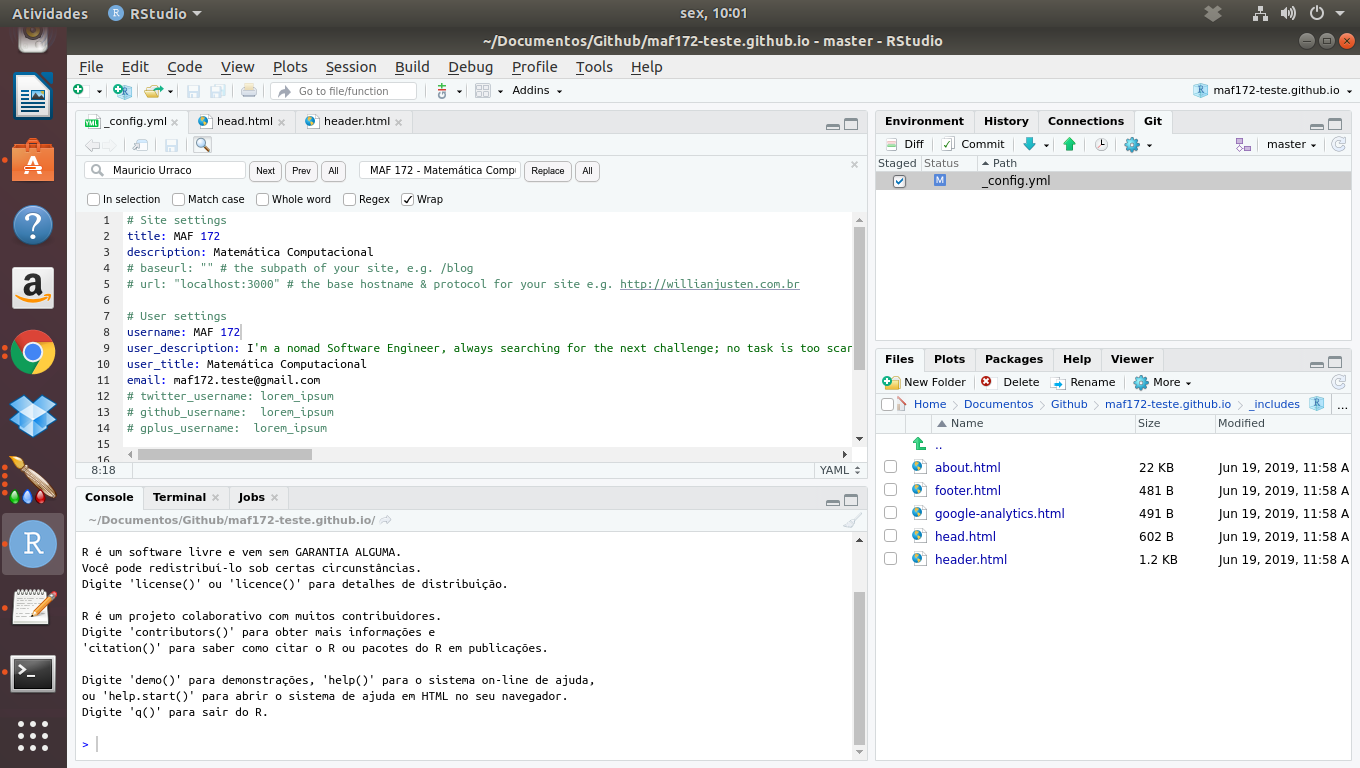 Atividades RStudio sex, 10:01
~/Documentos/Github/maf172-teste.github.io - master - RStudio
File Edit Code View Plots Session Build Debug Profile Tools Help
Go to file/function Addins maf172-teste.github.io
_config.yml head.html header.html
Mauricio Urraco Next Prev All MAF 172 - Matemática Compu Replace All
In selection Match case Whole word Regex Wrap
1 # Site settings
2 title: MAF 172
3 description: Matemática Computacional
4 # baseurl: "" # the subpath of your site, e.g. /blog
5 # url: "localhost:3000" # the base hostname & protocol for your site e.g. http://willianjusten.com.br
6
7 # User settings
8 username: MAF 172
9 user_description: I'm a nomad Software Engineer, always searching for the next challenge; no task is too scar
10 user_title: Matemática Computacional
11 email: maf172.teste@gmail.com
12 # twitter_username: lorem_ipsum
13 # github_username:  lorem_ipsum
14 # gplus_username:  lorem_ipsum
15
16
8:18 YAML
Console Terminal Jobs
~/Documentos/Github/maf172-teste.github.io/
R é um software livre e vem sem GARANTIA ALGUMA.
Você pode redistribuí-lo sob certas circunstâncias.
Digite 'license()' ou 'licence()' para detalhes de distribuição.
R é um projeto colaborativo com muitos contribuidores.
Digite 'contributors()' para obter mais informações e
'citation()' para saber como citar o R ou pacotes do R em publicações.
Digite 'demo()' para demonstrações, 'help()' para o sistema on-line de ajuda,
ou 'help.start()' para abrir o sistema de ajuda em HTML no seu navegador.
Digite 'q()' para sair do R.
>
Environment History Connections Git
Diff Commit master
Staged Status Path
M _config.yml
Files Plots Packages Help Viewer
New Folder Delete Rename More
Home Documentos Github maf172-teste.github.io _includes ...
Name Size Modified
..
about.html 22 KB Jun 19, 2019, 11:58 A
footer.html 481 B Jun 19, 2019, 11:58 A
google-analytics.html 491 B Jun 19, 2019, 11:58 A
head.html 602 B Jun 19, 2019, 11:58 A
header.html 1.2 KB Jun 19, 2019, 11:58 A